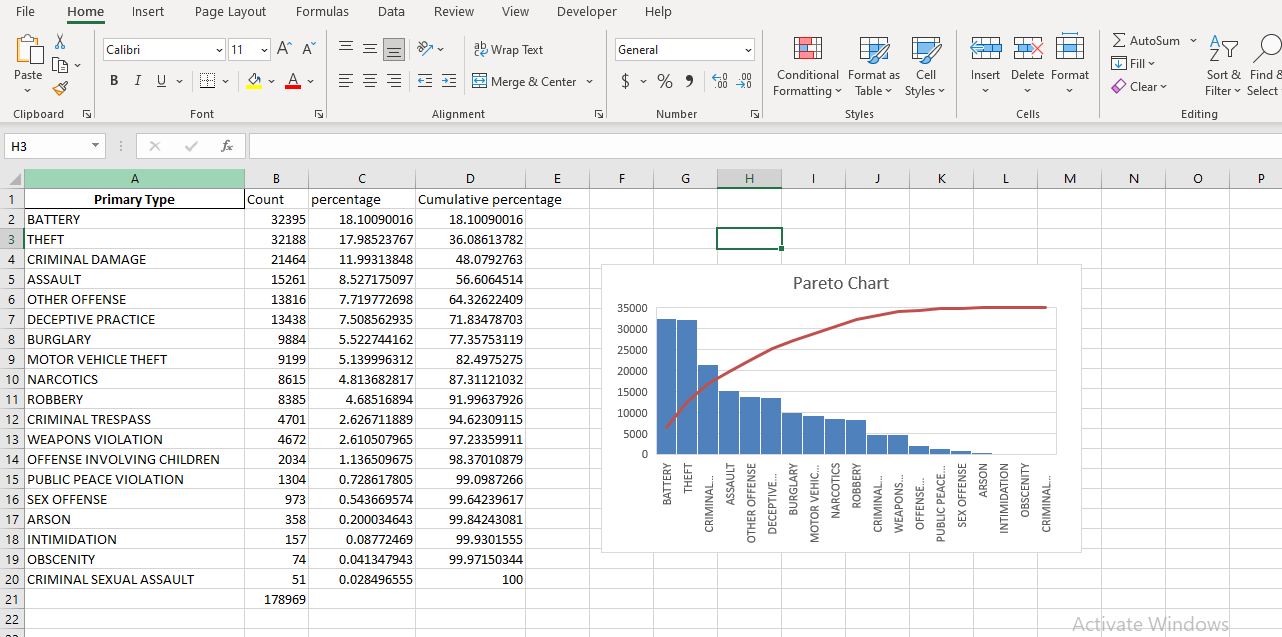 File Home Insert Page Layout Formulas Data Review View Developer Help
Paste
Calibri 11 A^ A˅
B I U A
ab Wrap Text
Merge & Center
General
$ % 9 .00 .00
Conditional Formatting
Format as Table
Cell Styles
Insert Delete Format
AutoSum
Fill
Clear
Sort & Filter
Find & Select
Clipboard Font Alignment Number Styles Cells Editing
H3 fx
A B C D E F G H I J K L M N O P
1 Primary Type Count percentage Cumulative percentage
2 BATTERY 32395 18.10090016 18.10090016
3 THEFT 32188 17.98523767 36.08613782
4 CRIMINAL DAMAGE 21464 11.99313848 48.0792763
5 ASSAULT 15261 8.527175097 56.6064514
6 OTHER OFFENSE 13816 7.719772698 64.32622409
7 DECEPTIVE PRACTICE 13438 7.508562935 71.83478703
8 BURGLARY 9884 5.522744162 77.35753119
9 MOTOR VEHICLE THEFT 9199 5.139996312 82.4975275
10 NARCOTICS 8615 4.813682817 87.31121032
11 ROBBERY 8385 4.68516894 91.99637926
12 CRIMINAL TRESPASS 4701 2.626711889 94.62309115
13 WEAPONS VIOLATION 4672 2.610507965 97.23359911
14 OFFENSE INVOLVING CHILDREN 2034 1.136509675 98.37010879
15 PUBLIC PEACE VIOLATION 1304 0.728617805 99.0987266
16 SEX OFFENSE 973 0.543669574 99.64239617
17 ARSON 358 0.200034643 99.84243081
18 INTIMIDATION 157 0.08772469 99.9301555
19 OBSCENITY 74 0.041347943 99.97150344
20 CRIMINAL SEXUAL ASSAULT 51 0.028496555 100
21 178969
22
Pareto Chart
35000
30000
25000
20000
15000
10000
5000
0
BATTERY
THEFT
CRIMINAL...
ASSAULT
OTHER OFFENSE
DECEPTIVE...
BURGLARY
MOTOR VEHIC...
NARCOTICS
ROBBERY
CRIMINAL...
WEAPONS...
OFFENSE...
PUBLIC PEACE...
SEX OFFENSE
ARSON
INTIMIDATION
OBSCENITY
CRIMINAL...
Activate Windows